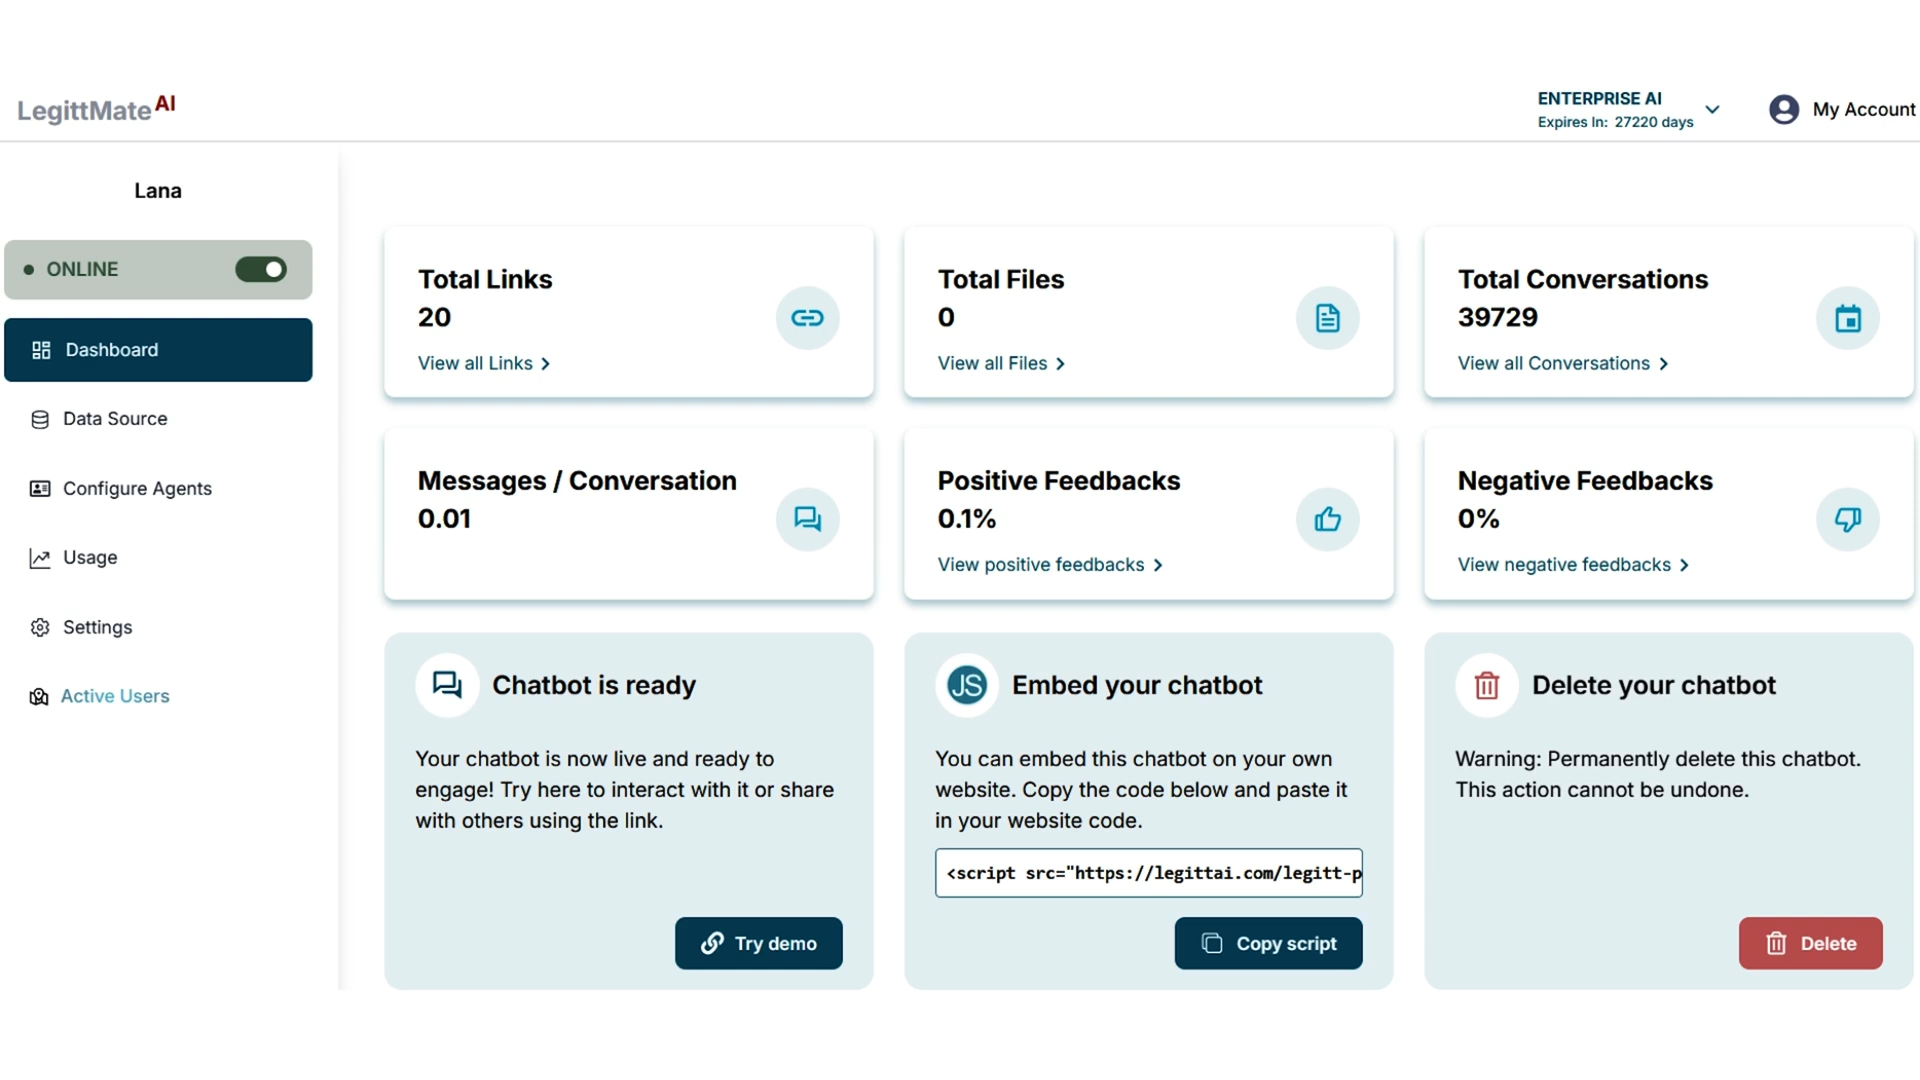 LegittMate AI
ENTERPRISE AI
Expires In: 27220 days
My Account
Lana
ONLINE
Dashboard
Data Source
Configure Agents
Usage
Settings
Active Users
Total Links
20
View all Links
Total Files
0
View all Files
Total Conversations
39729
View all Conversations
Messages / Conversation
0.01
Positive Feedbacks
0.1%
View positive feedbacks
Negative Feedbacks
0%
View negative feedbacks
Chatbot is ready
Your chatbot is now live and ready to
engage! Try here to interact with it or share
with others using the link.
Try demo
JS
Embed your chatbot
You can embed this chatbot on your own
website. Copy the code below and paste it
in your website code.
<script src="https://legittai.com/legitt-p
Copy script
Delete your chatbot
Warning: Permanently delete this chatbot.
This action cannot be undone.
Delete